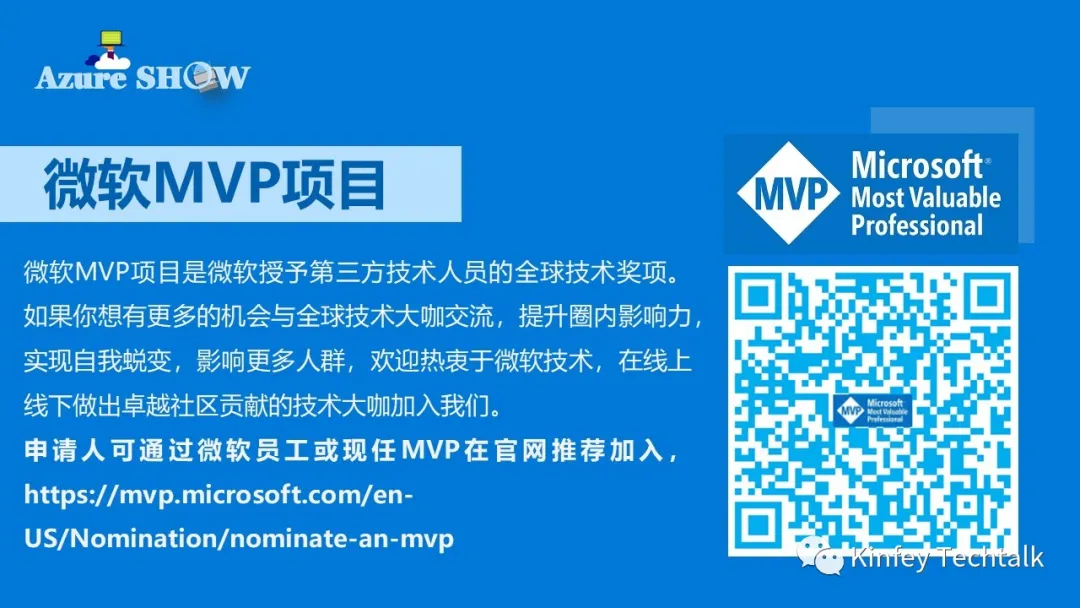 Azure SHOW
微软MVP项目
MVP
Microsoft®
Most Valuable
Professional
微软MVP项目是微软授予第三方技术人员的全球技术奖项。
如果你想有更多的机会与全球技术大咖交流，提升圈内影响力，
实现自我蜕变，影响更多人群，欢迎热衷于微软技术，在线上
线下做出卓越社区贡献的技术大咖加入我们。
申请人可通过微软员工或现任MVP在官网推荐加入，
https://mvp.microsoft.com/en-
US/Nomination/nominate-an-mvp
MVP
Microsoft
Most Valuable
Professional
Kinfey Techtalk